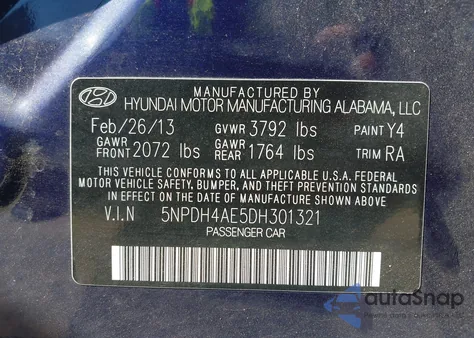 MANUFACTURED BY
HYUNDAI MOTOR MANUFACTURING ALABAMA, LLC
Feb/26/13 GVWR 3792 lbs PAINT Y4
GAWR GAWR
FRONT 2072 lbs REAR 1764 lbs TRIM RA
THIS VEHICLE CONFORMS TO ALL APPLICABLE U.S.A FEDERAL
MOTOR VEHICLE SAFETY, BUMPER, AND THEFT PREVENTION STANDARDS
IN EFFECT ON THE DATE OF MANUFACTURE SHOWN ABOVE.
V.I.N 5NPDH4AE5DH301321
PASSENGER CAR
autoSnap